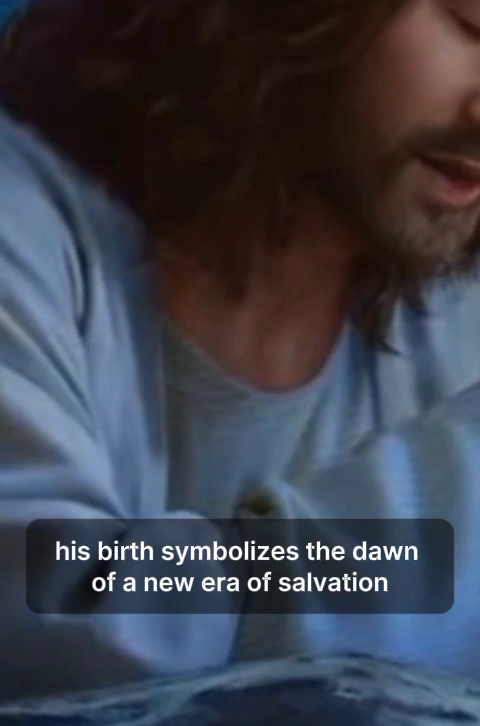 his birth symbolizes the dawn
of a new era of salvation